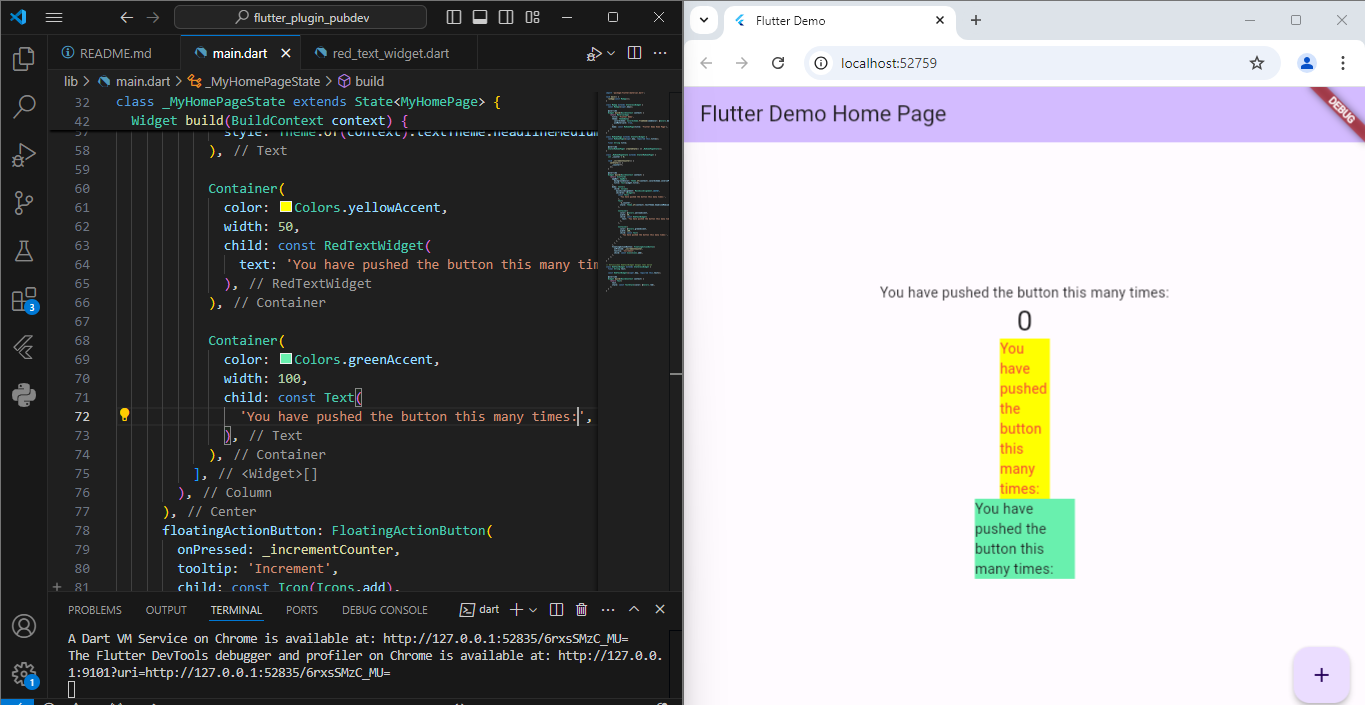 flutter_plugin_pubdev
README.md
main.dart
red_text_widget.dart
lib > main.dart > _MyHomePageState > build
32 class _MyHomePageState extends State<MyHomePage> {
42 Widget build(BuildContext context) {
57 style: Theme.of(context).textTheme.headlineMedium
58 ), // Text
59
60 Container(
61 color: Colors.yellowAccent,
62 width: 50,
63 child: const RedTextWidget(
64 text: 'You have pushed the button this many tim
65 ), // RedTextWidget
66 ), // Container
67
68 Container(
69 color: Colors.greenAccent,
70 width: 100,
71 child: const Text(
72 'You have pushed the button this many times:',
73 ), // Text
74 ), // Container
75 ], // <Widget>[]
76 ), // Column
77 ), // Center
78 floatingActionButton: FloatingActionButton(
79 onPressed: _incrementCounter,
80 tooltip: 'Increment',
81 child: const Icon(Icons.add),
3
1
PROBLEMS OUTPUT TERMINAL PORTS DEBUG CONSOLE
dart
A Dart VM Service on Chrome is available at: http://127.0.0.1:52835/6rxsSMzC_MU=
The Flutter DevTools debugger and profiler on Chrome is available at: http://127.0.0.
1:9101?uri=http://127.0.0.1:52835/6rxsSMzC_MU=
Flutter Demo
localhost:52759
Flutter Demo Home Page
DEBUG
You have pushed the button this many times:
0
You
have
pushed
the
button
this
many
times:
You have
pushed the
button this
many times:
+